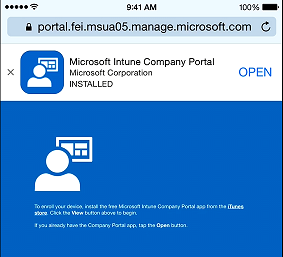 9:41 AM
100%
portal.fei.msua05.manage.microsoft.com
Microsoft Intune Company Portal
Microsoft Corporation
INSTALLED
OPEN
To enroll your device, install the free Microsoft Intune Company Portal app from the iTunes
store. Click the View button above to begin.
If you already have the Company Portal app, tap the Open button.